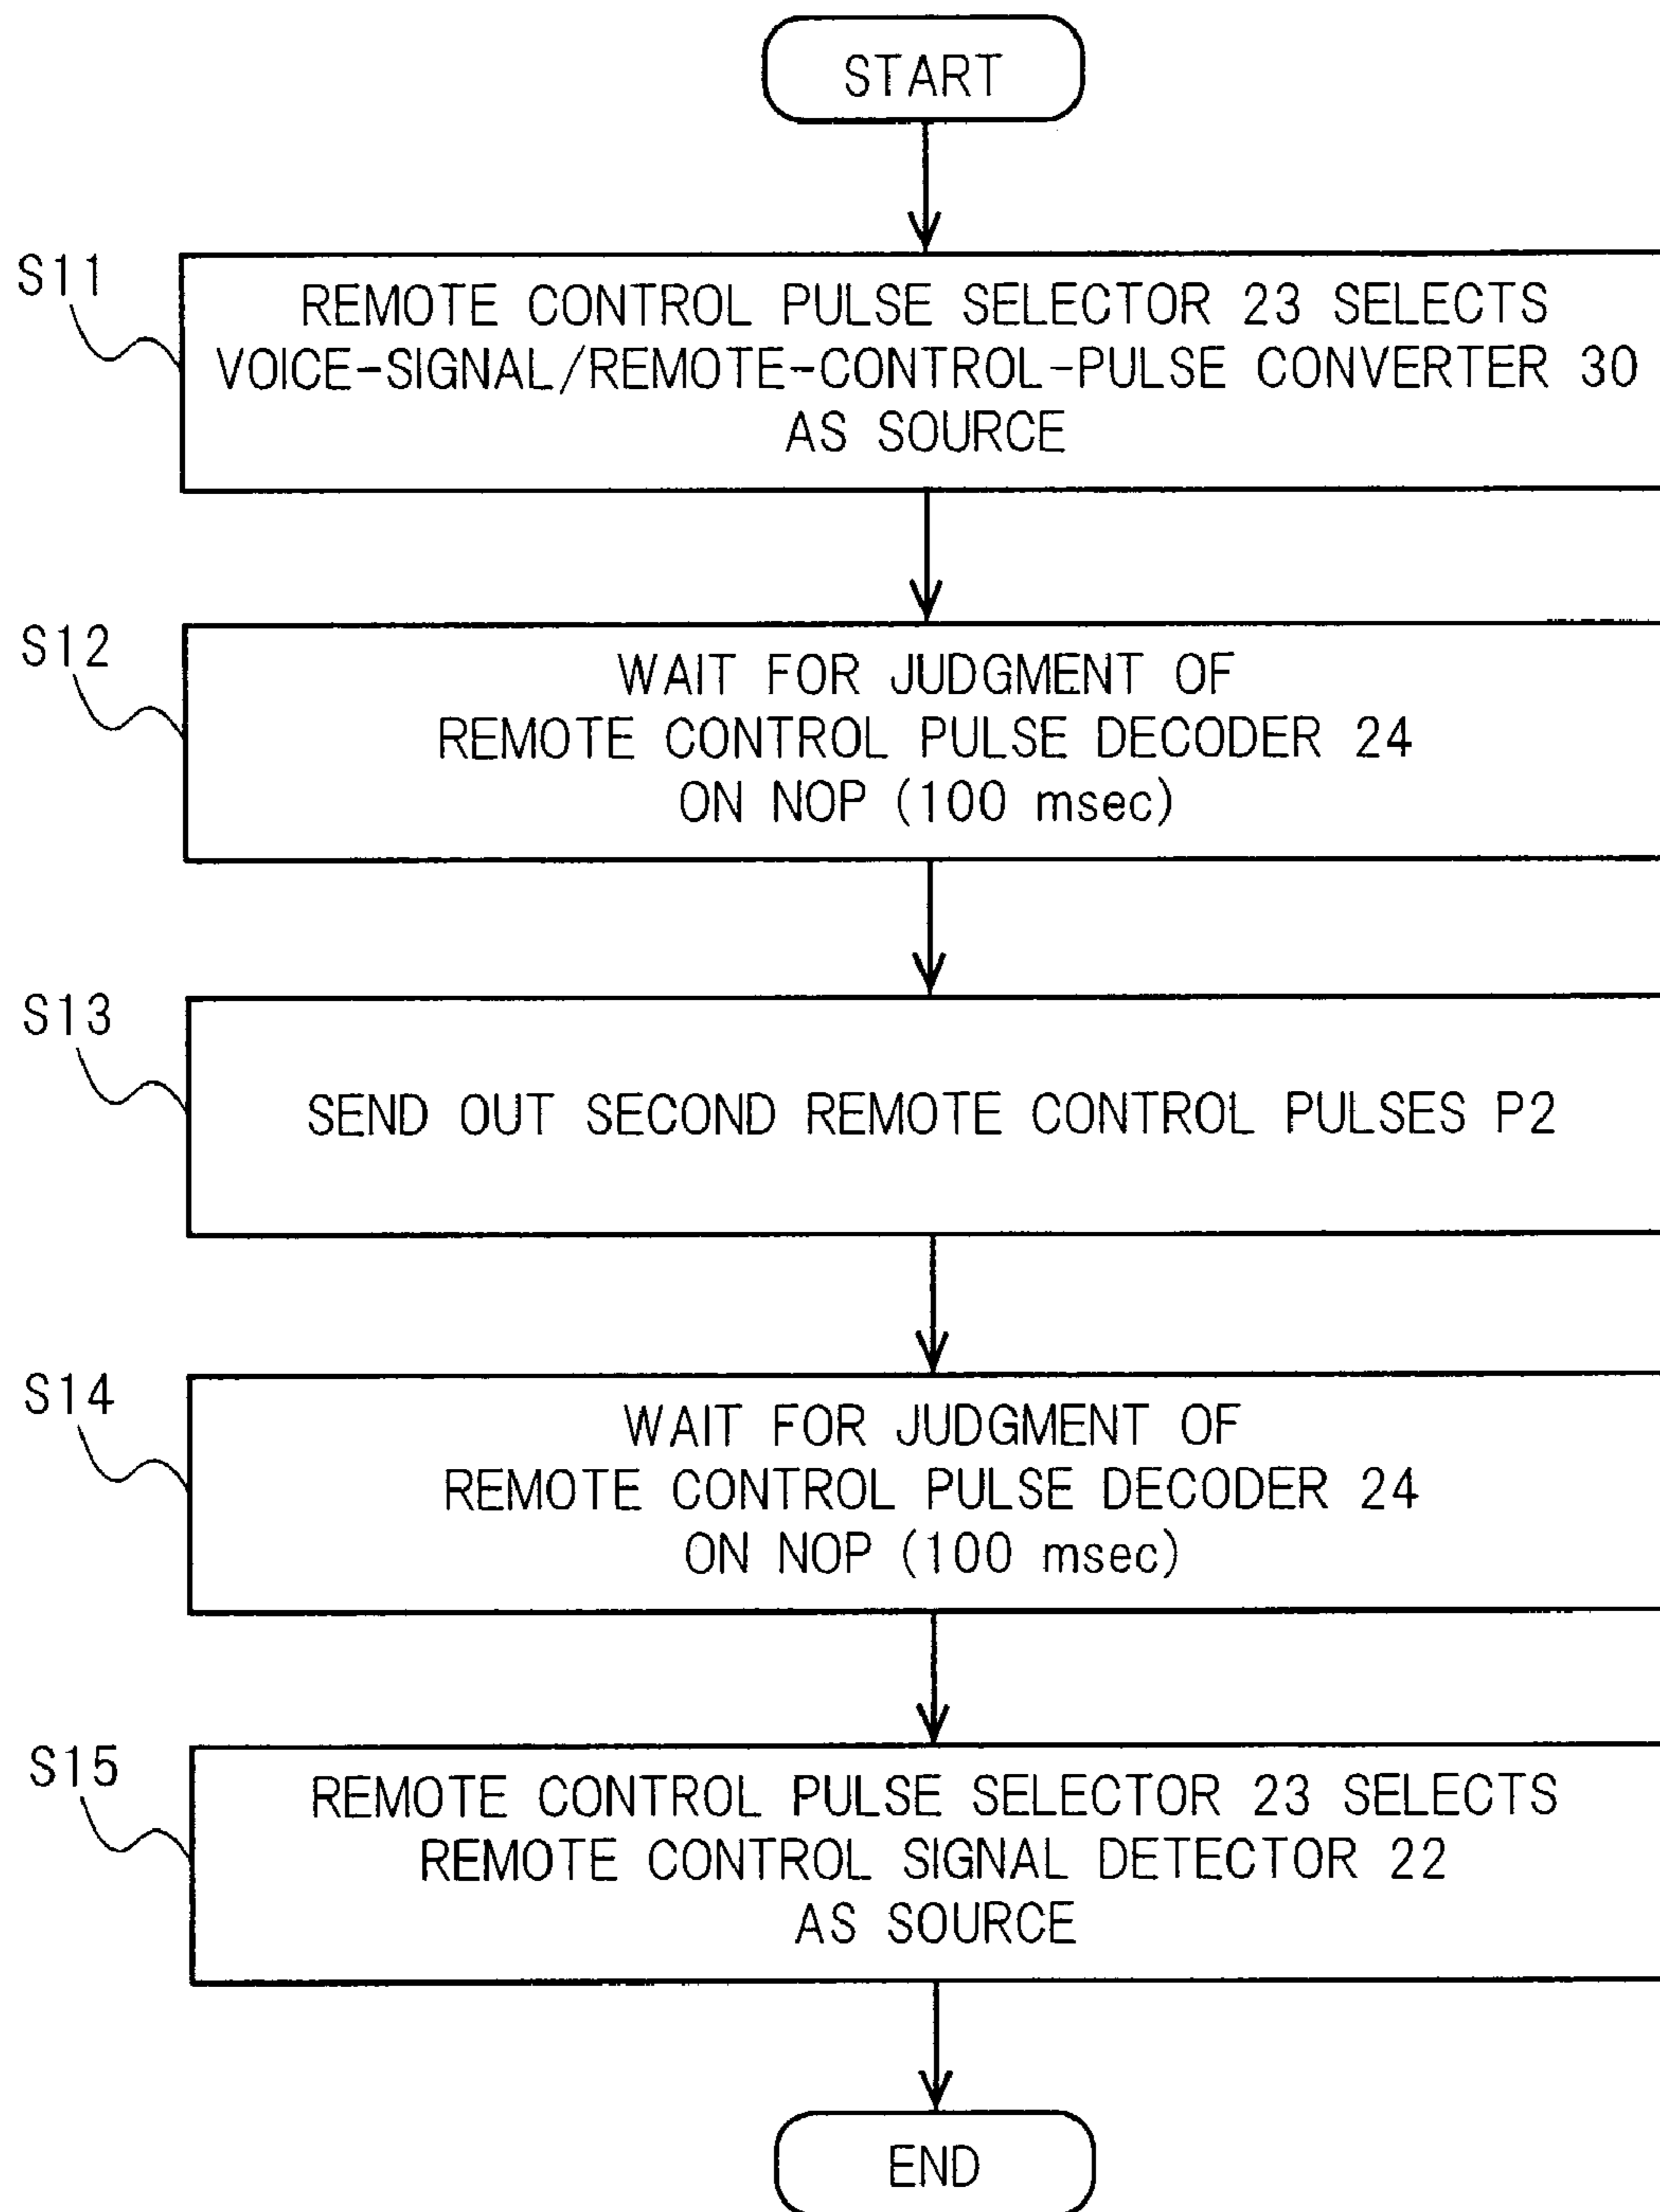 START
S11
REMOTE CONTROL PULSE SELECTOR 23 SELECTS
VOICE-SIGNAL/REMOTE-CONTROL-PULSE CONVERTER 30
AS SOURCE
S12
WAIT FOR JUDGMENT OF
REMOTE CONTROL PULSE DECODER 24
ON NOP (100 msec)
S13
SEND OUT SECOND REMOTE CONTROL PULSES P2
S14
WAIT FOR JUDGMENT OF
REMOTE CONTROL PULSE DECODER 24
ON NOP (100 msec)
S15
REMOTE CONTROL PULSE SELECTOR 23 SELECTS
REMOTE CONTROL SIGNAL DETECTOR 22
AS SOURCE
END